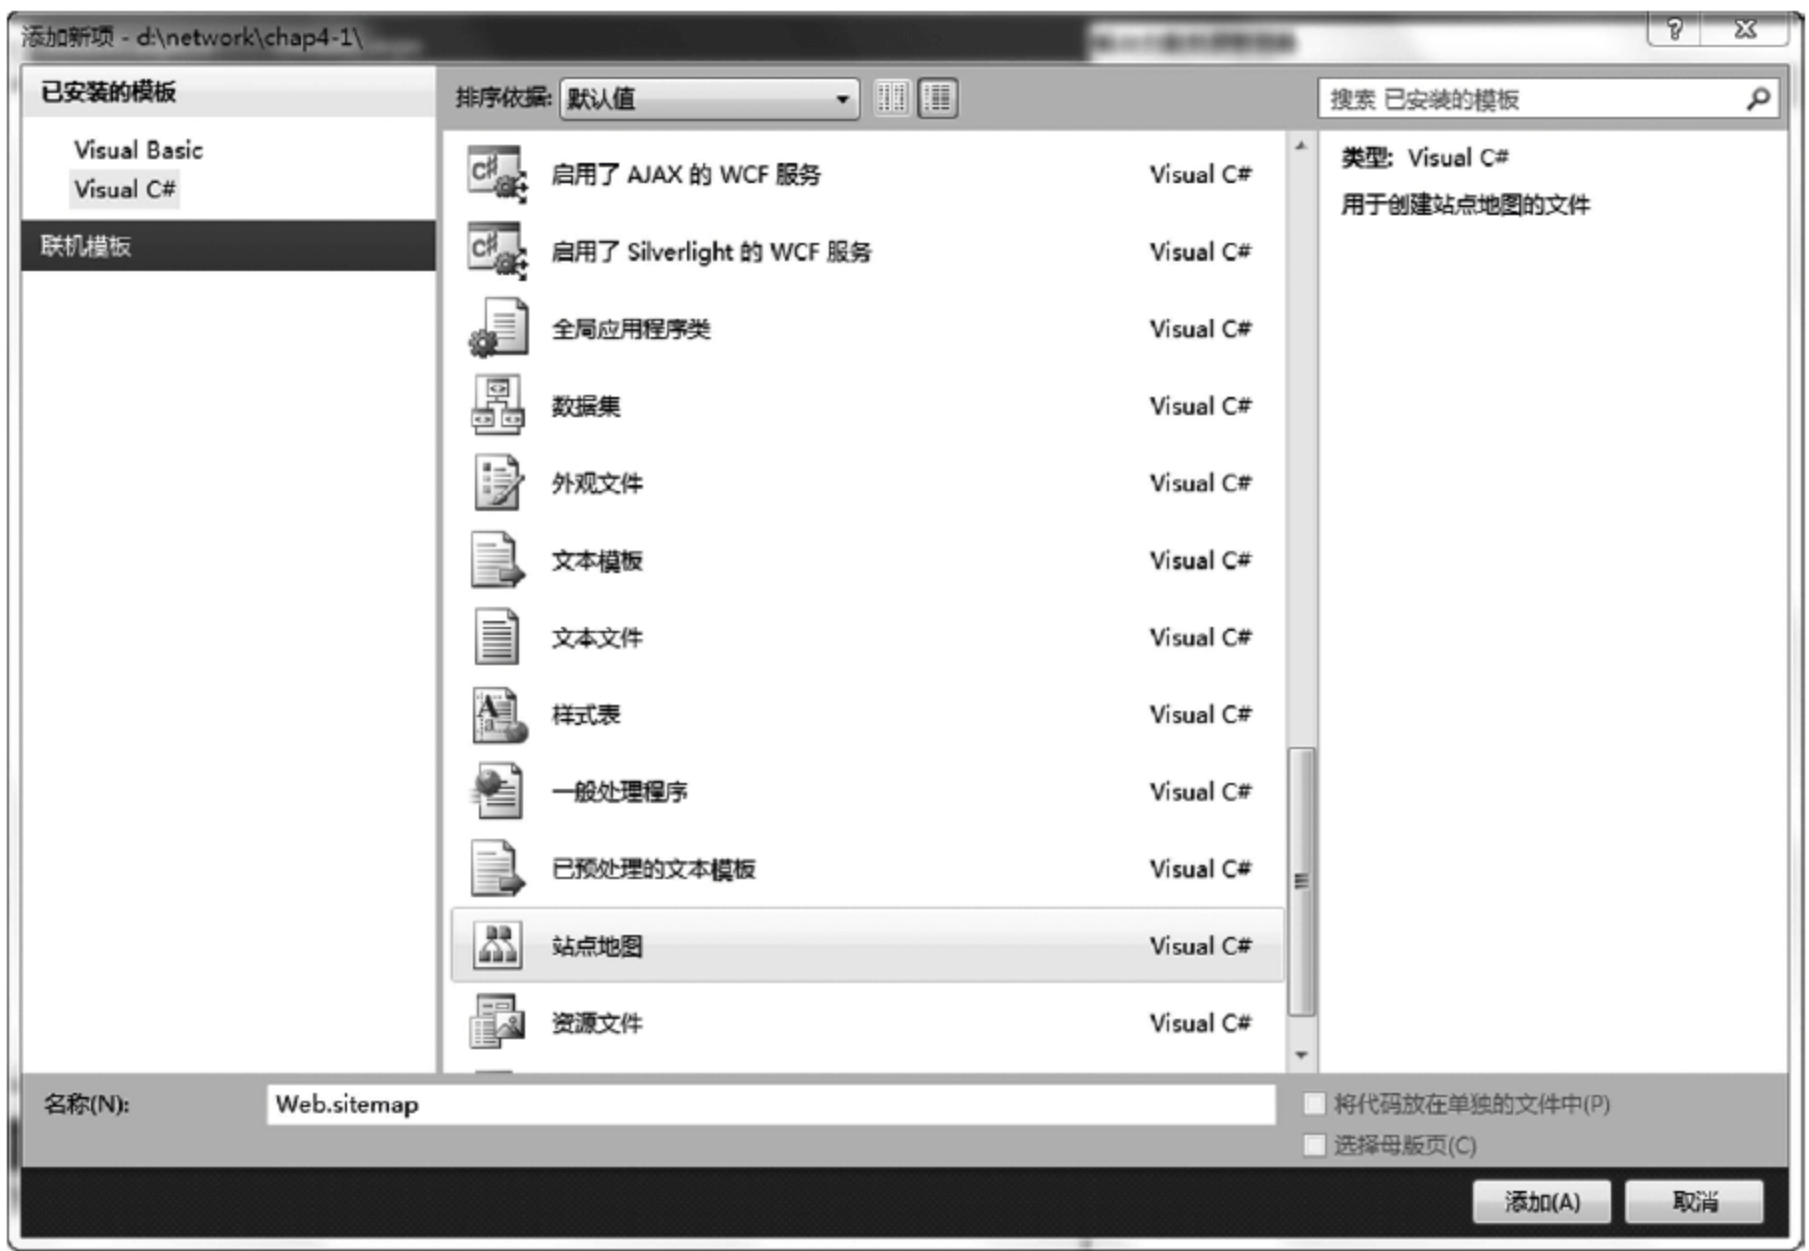 添加新项 - d:\network\chap4-1\
已安装的模板
Visual Basic
Visual C#
联机模板
排序依据: 默认值
搜索 已安装的模板
启用了 AJAX 的 WCF 服务 Visual C#
启用了 Silverlight 的 WCF 服务 Visual C#
全局应用程序类 Visual C#
数据集 Visual C#
外观文件 Visual C#
文本模板 Visual C#
文本文件 Visual C#
样式表 Visual C#
一般处理程序 Visual C#
已预处理的文本模板 Visual C#
站点地图 Visual C#
资源文件 Visual C#
类型: Visual C#
用于创建站点地图的文件
名称(N): Web.sitemap
将代码放在单独的文件中(P)
选择母版页(C)
添加(A) 取消